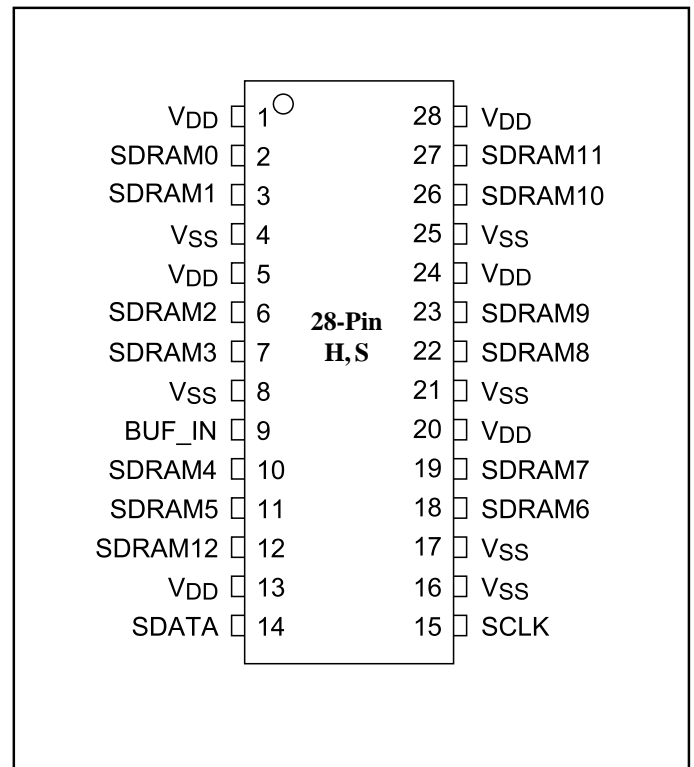 VDD 1 28 VDD
SDRAM0 2 27 SDRAM11
SDRAM1 3 26 SDRAM10
VSS 4 25 VSS
VDD 5 24 VDD
SDRAM2 6 23 SDRAM9
28-Pin
SDRAM3 7 22 SDRAM8
H, S
VSS 8 21 VSS
BUF_IN 9 20 VDD
SDRAM4 10 19 SDRAM7
SDRAM5 11 18 SDRAM6
SDRAM12 12 17 VSS
VDD 13 16 VSS
SDATA 14 15 SCLK